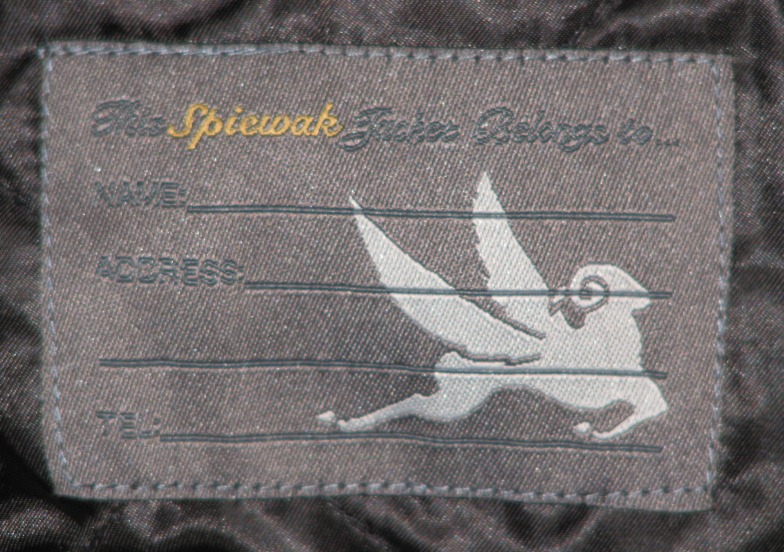 This Spiewak Jacket Belongs to...
NAME:
ADDRESS:
TEL: